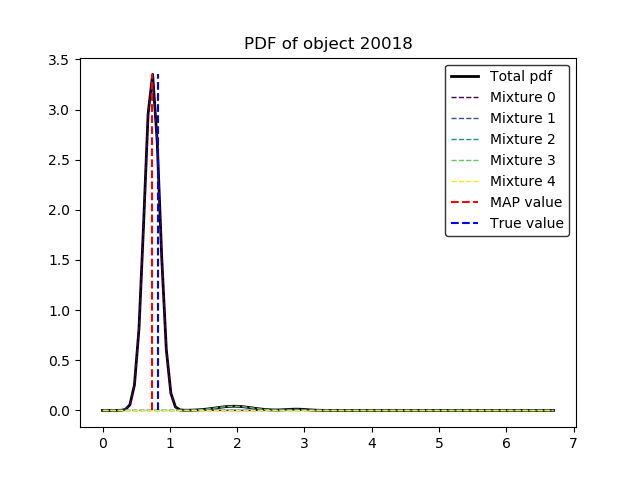 PDF of object 20018
3.5
3.0
2.5
2.0
1.5
1.0
0.5
0.0
0 1 2 3 4 5 6 7
Total pdf
Mixture 0
Mixture 1
Mixture 2
Mixture 3
Mixture 4
MAP value
True value